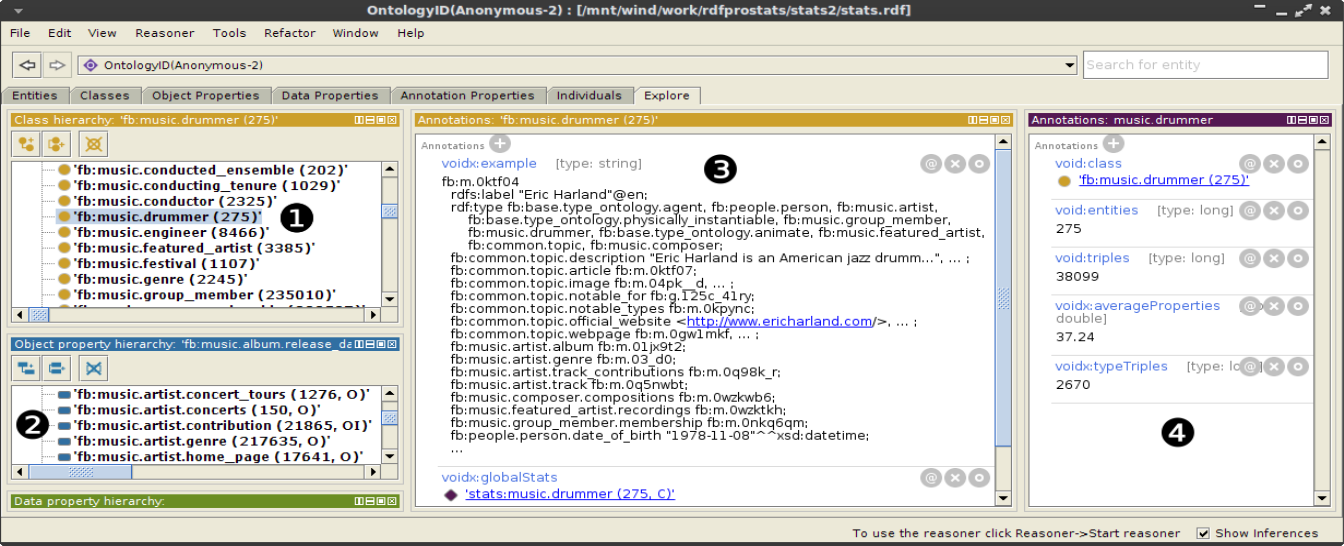 OntologyID(Anonymous-2) : [/mnt/wind/work/rdfprostats/stats2/stats.rdf]
File Edit View Reasoner Tools Refactor Window Help
OntologyID(Anonymous-2)
Search for entity
Entities Classes Object Properties Data Properties Annotation Properties Individuals Explore
Class hierarchy: 'fb:music.drummer (275)'
'fb:music.conducted_ensemble (202)'
'fb:music.conducting_tenure (1029)'
'fb:music.conductor (2325)'
'fb:music.drummer (275)'
1
'fb:music.engineer (8466)'
'fb:music.featured_artist (3385)'
'fb:music.festival (1107)'
'fb:music.genre (2245)'
'fb:music.group_member (235010)'
Object property hierarchy: 'fb:music.album.release_da
2
'fb:music.artist.concert_tours (1276, O)'
'fb:music.artist.concerts (150, O)'
'fb:music.artist.contribution (21865, OI)'
'fb:music.artist.genre (217635, O)'
'fb:music.artist.home_page (17641, O)'
Data property hierarchy:
Annotations: 'fb:music.drummer (275)'
Annotations
voidx:example [type: string]
3
fb:m.0ktf04
rdfs:label "Eric Harland"@en;
rdf:type fb:base.type_ontology.agent, fb:people.person, fb:music.artist,
fb:base.type_ontology.physically_instantiable, fb:music.group_member,
fb:music.drummer, fb:base.type_ontology.animate, fb:music.featured_artist,
fb:common.topic, fb:music.composer;
fb:common.topic.description "Eric Harland is an American jazz drumm...", ... ;
fb:common.topic.article fb:m.0ktf07;
fb:common.topic.image fb:m.04pk__d, ... ;
fb:common.topic.notable_for fb:g.125c_41ry;
fb:common.topic.notable_types fb:m.0kpync;
fb:common.topic.official_website <http://www.ericharland.com/>, ... ;
fb:common.topic.webpage fb:m.0gw1mkf, ... ;
fb:music.artist.album fb:m.01jx9t2;
fb:music.artist.genre fb:m.03_d0;
fb:music.artist.track_contributions fb:m.0q98k_r;
fb:music.artist.track fb:m.0q5nwbt;
fb:music.composer.compositions fb:m.0wzkwb6;
fb:music.featured_artist.recordings fb:m.0wzktkh;
fb:music.group_member.membership fb:m.0nkq6qm;
fb:people.person.date_of_birth "1978-11-08"^^xsd:datetime;
...
voidx:globalStats
'stats:music.drummer (275, C)'
Annotations: music.drummer
Annotations
void:class
'fb:music.drummer (275)'
void:entities [type: long]
275
void:triples [type: long]
38099
voidx:averageProperties
double]
37.24
voidx:typeTriples [type: lo
2670
4
To use the reasoner click Reasoner->Start reasoner Show Inferences